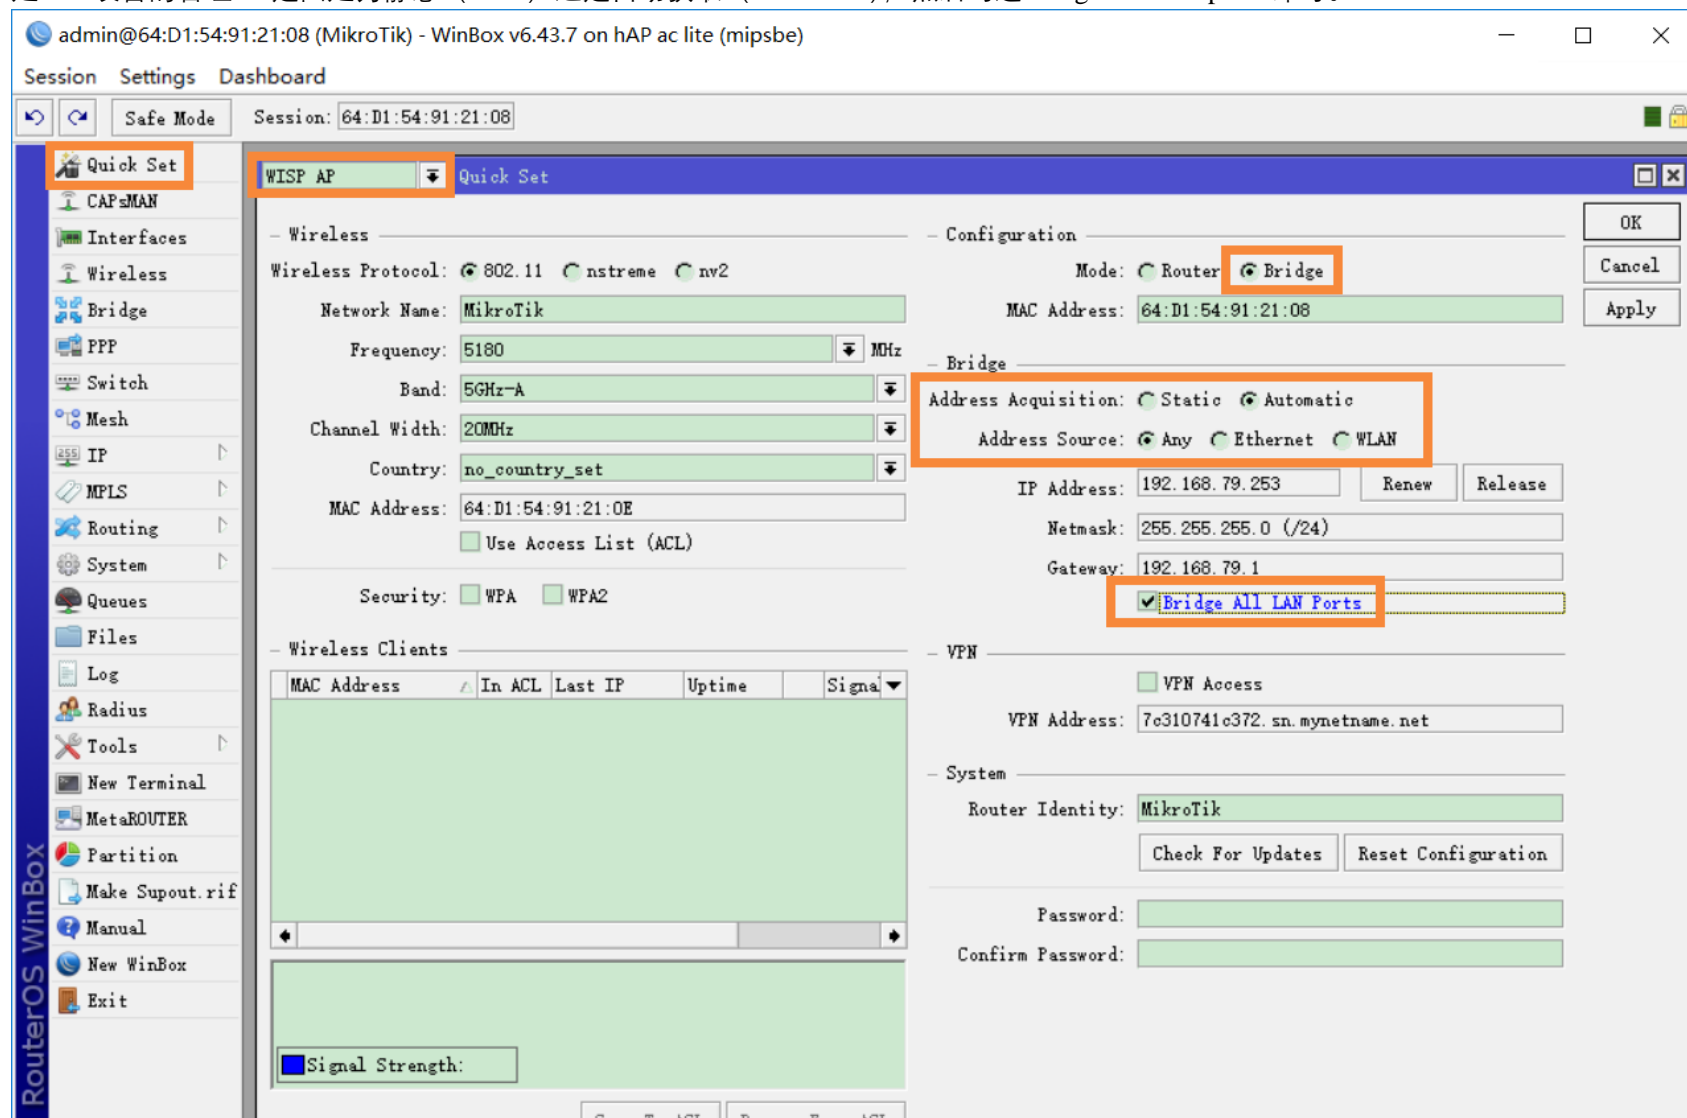 admin@64:D1:54:91:21:08 (MikroTik) - WinBox v6.43.7 on hAP ac lite (mipsbe)
Session Settings Dashboard
Safe Mode Session: 64:D1:54:91:21:08
Quick Set
CAPsMAN
Interfaces
Wireless
Bridge
PPP
Switch
Mesh
IP
MPLS
Routing
System
Queues
Files
Log
Radius
Tools
New Terminal
MetaROUTER
Partition
Make Supout.rif
Manual
New WinBox
Exit
RouterOS WinBox
WISP AP Quick Set
Wireless
Wireless Protocol: 802.11 nstreme nv2
Network Name: MikroTik
Frequency: 5180 MHz
Band: 5GHz-A
Channel Width: 20MHz
Country: no_country_set
MAC Address: 64:D1:54:91:21:0E
Use Access List (ACL)
Security: WPA WPA2
Wireless Clients
MAC Address In ACL Last IP Uptime Signal
Signal Strength:
Configuration
Mode: Router Bridge
MAC Address: 64:D1:54:91:21:08
Bridge
Address Acquisition: Static Automatic
Address Source: Any Ethernet WLAN
IP Address: 192.168.79.253 Renew Release
Netmask: 255.255.255.0 (/24)
Gateway: 192.168.79.1
Bridge All LAN Ports
VPN
VPN Access
VPN Address: 7c310741c372.sn.mynetname.net
System
Router Identity: MikroTik
Check For Updates Reset Configuration
Password:
Confirm Password:
OK
Cancel
Apply